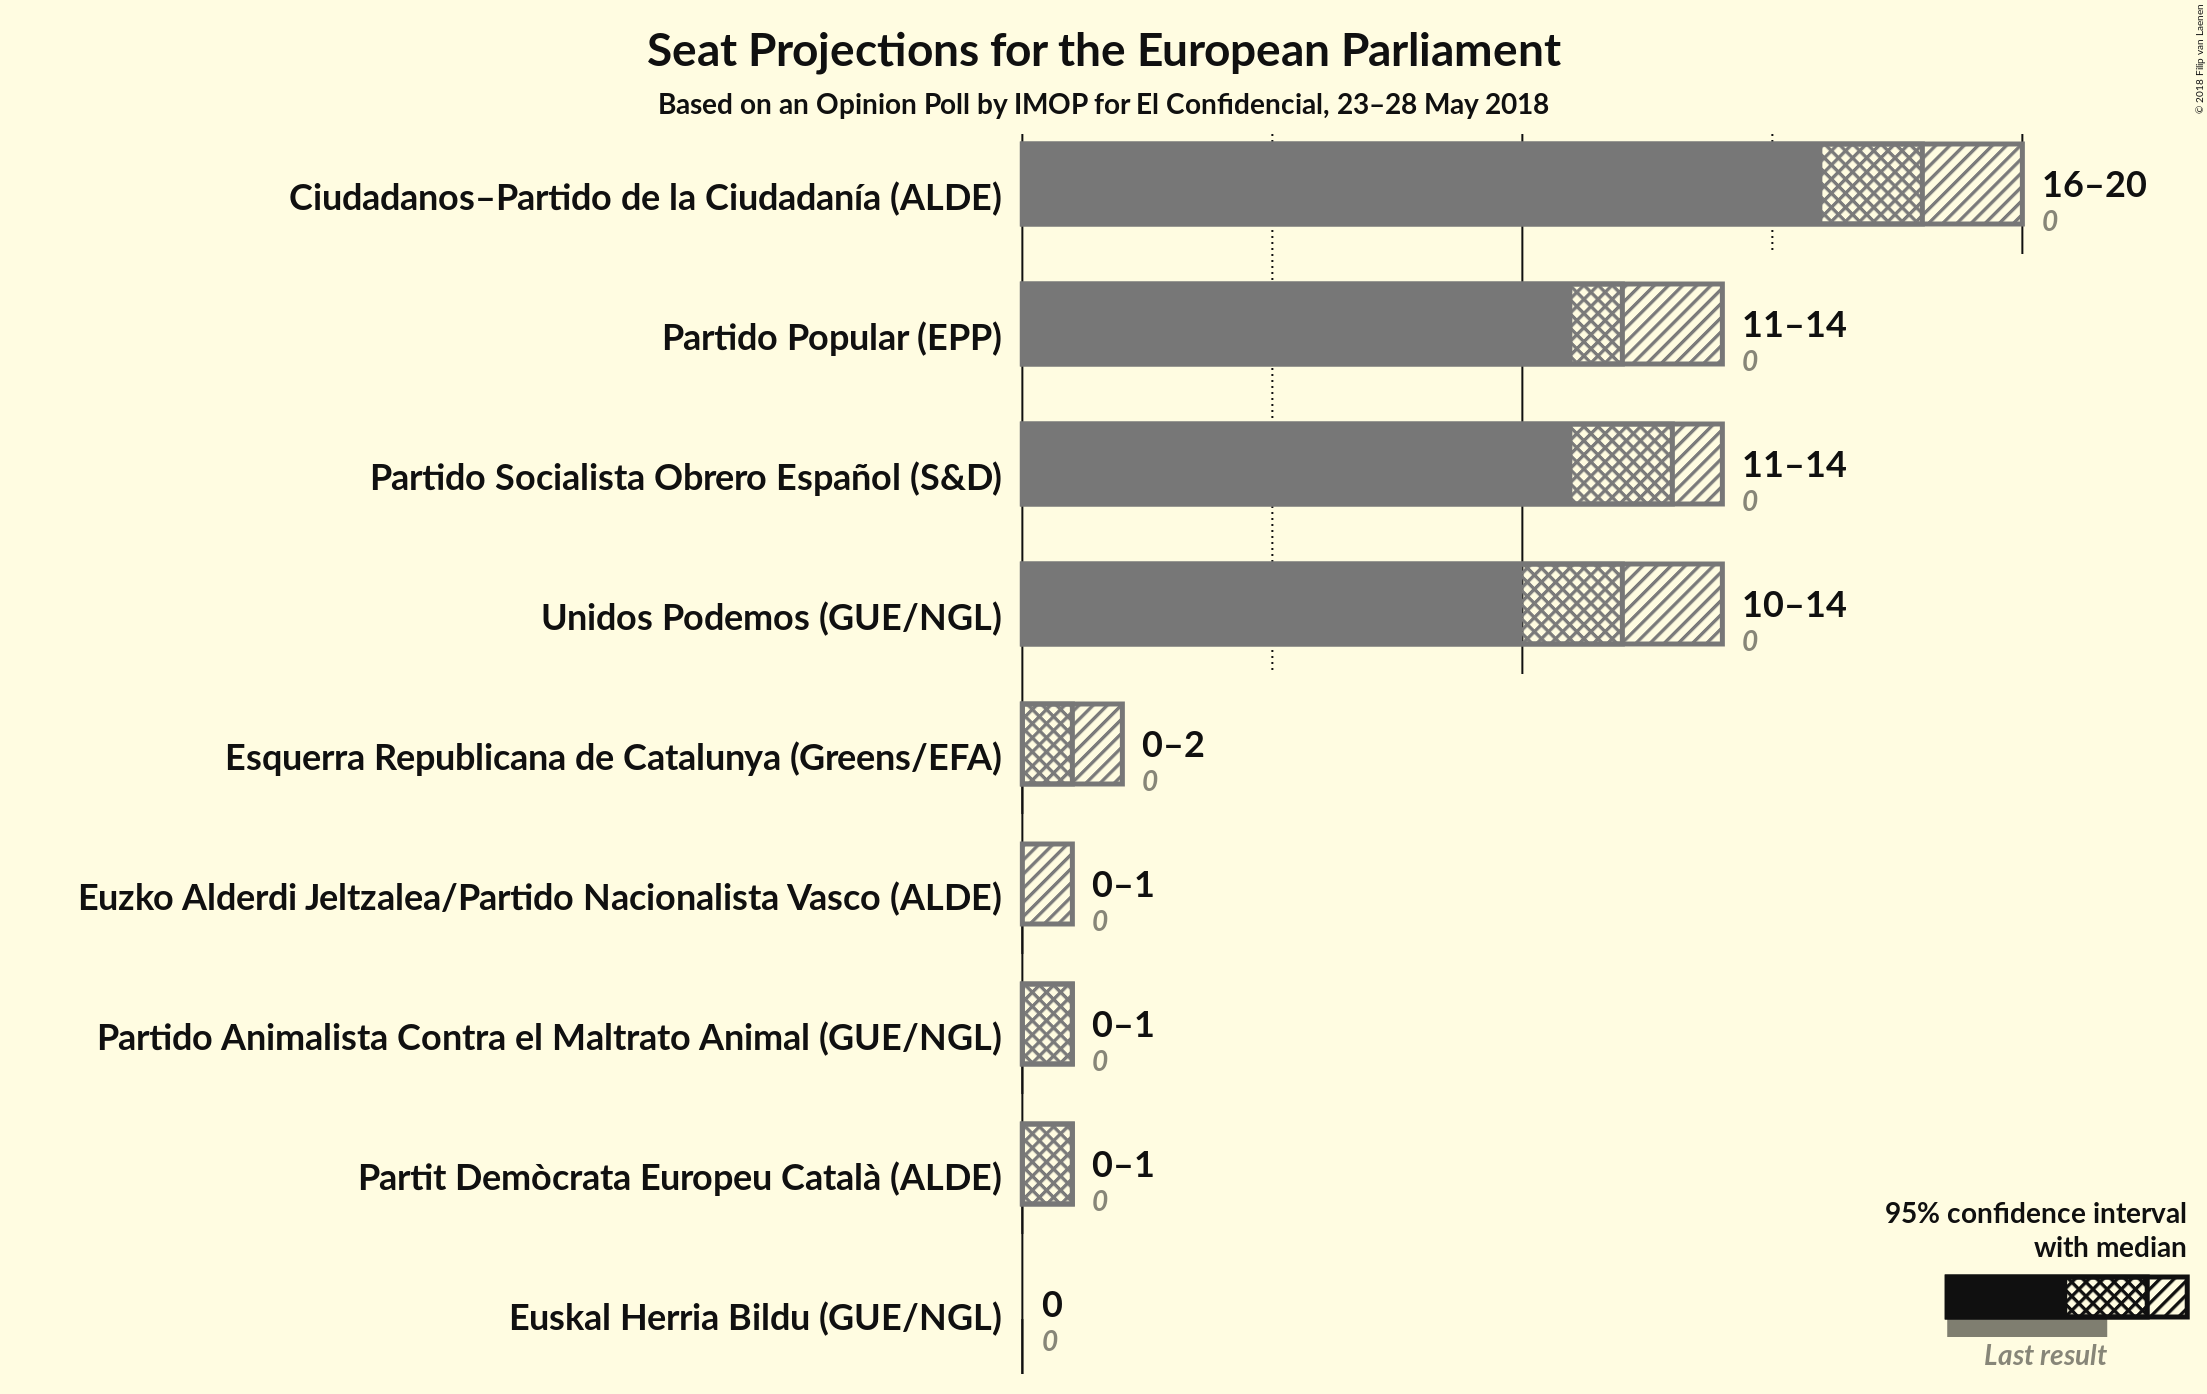 Seat Projections for the European Parliament
Based on an Opinion Poll by IMOP for El Confidencial, 23–28 May 2018
© 2018 Filip van Laenen
Ciudadanos–Partido de la Ciudadanía (ALDE)
16–20
0
Partido Popular (EPP)
11–14
0
Partido Socialista Obrero Español (S&D)
11–14
0
Unidos Podemos (GUE/NGL)
10–14
0
Esquerra Republicana de Catalunya (Greens/EFA)
0–2
0
Euzko Alderdi Jeltzalea/Partido Nacionalista Vasco (ALDE)
0–1
0
Partido Animalista Contra el Maltrato Animal (GUE/NGL)
0–1
0
Partit Demòcrata Europeu Català (ALDE)
0–1
0
Euskal Herria Bildu (GUE/NGL)
0
0
95% confidence interval
with median
Last result